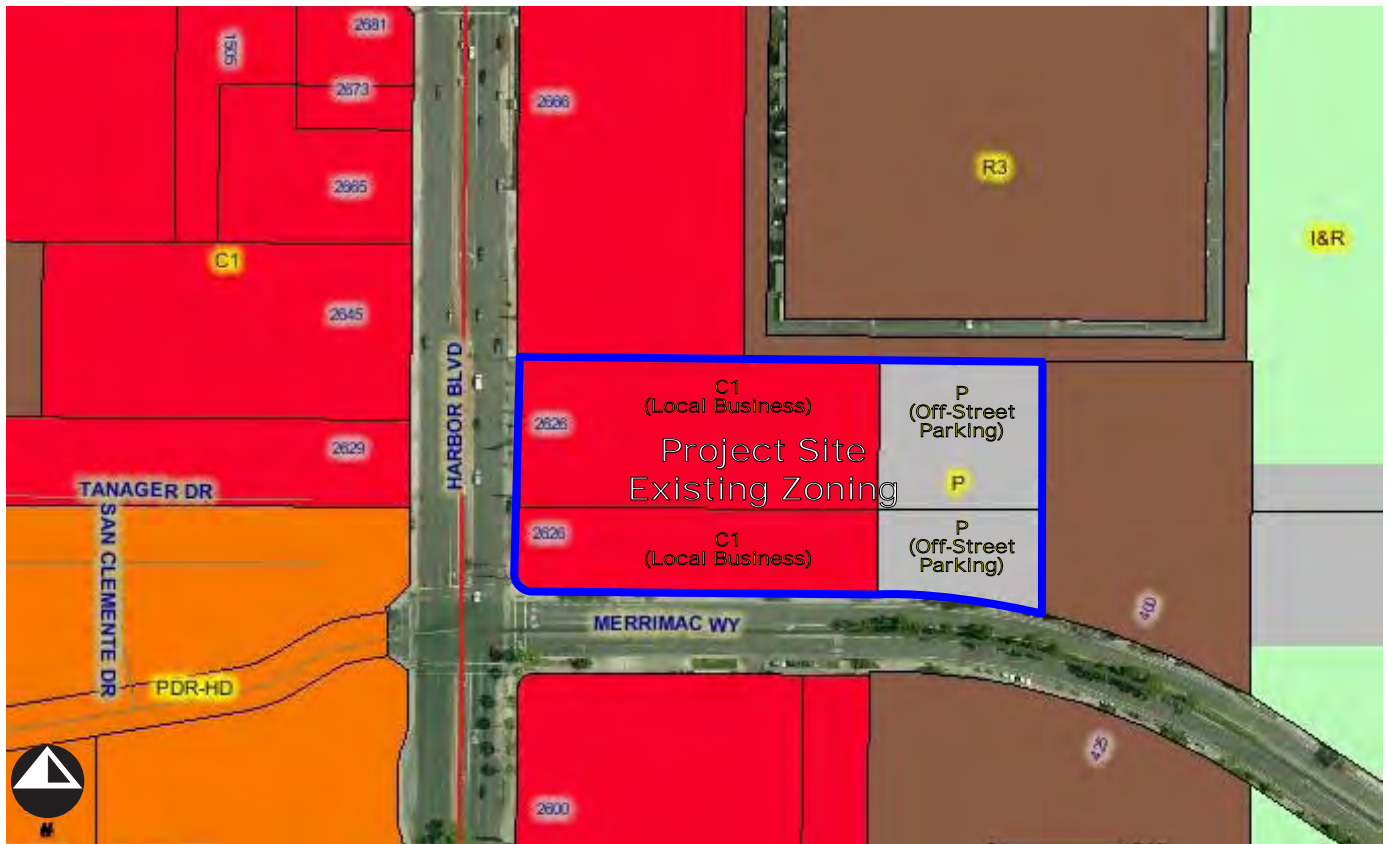 2681
1505
2673
2666
R3
2665
I&R
C1
2645
HARBOR BLVD
C1
(Local Business)
P
(Off-Street
Parking)
2626
2629
Project Site
Existing Zoning
P
TANAGER DR
SAN CLEMENTE DR
2626
C1
(Local Business)
P
(Off-Street
Parking)
MERRIMAC WY
400
PDR-HD
425
2600
N